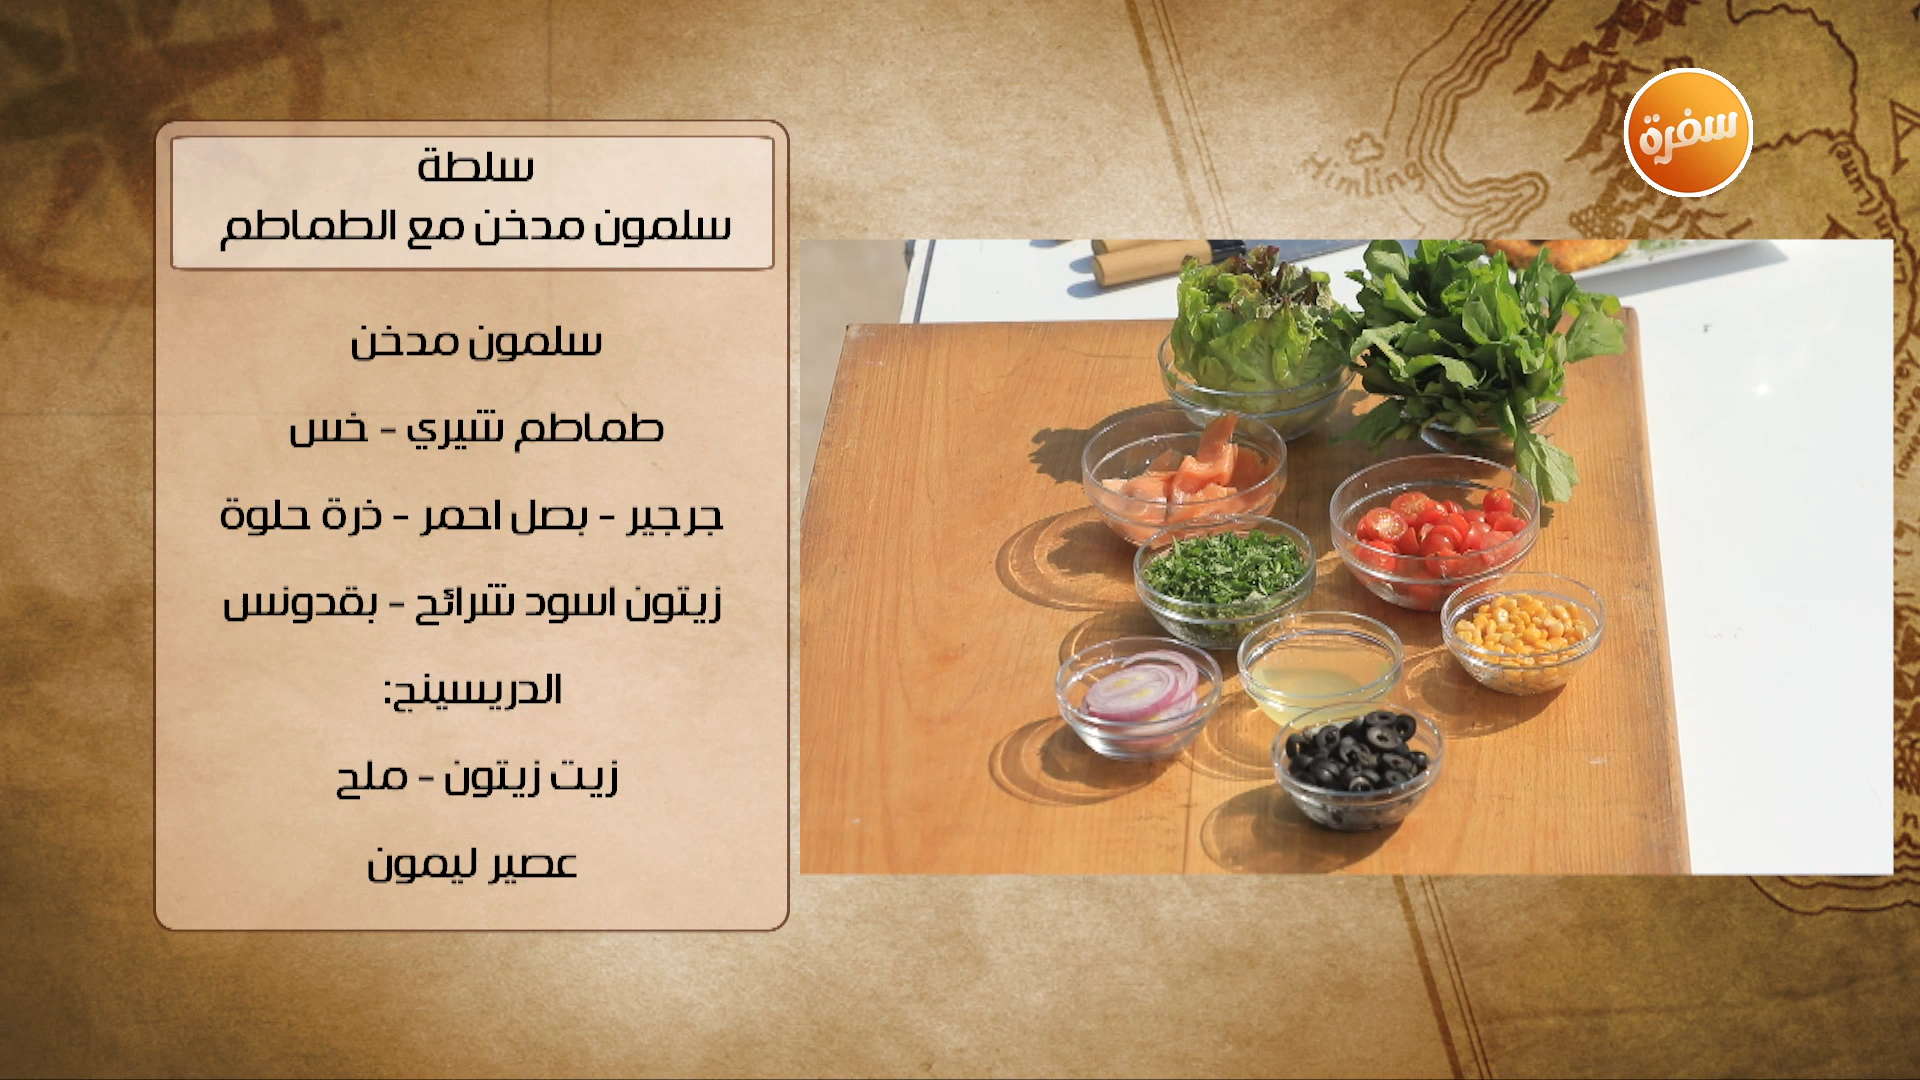 سفرة
سلطة
سلمون مدخن مع الطماطم
سلمون مدخن
طماطم شيري - خس
جرجير - بصل احمر - ذرة حلوة
زيتون اسود شرائح - بقدونس
الدريسينج:
زيت زيتون - ملح
عصير ليمون
Himling